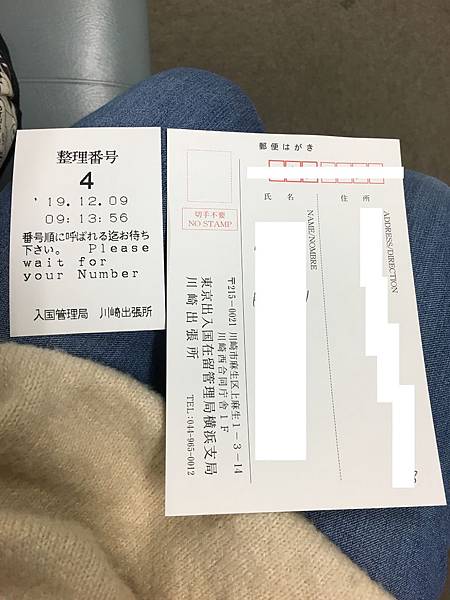 整理番号
4
'19.12.09
09:13:56
番号順に呼ばれる迄お待ち
下さい。 Please
wait for
your Number
入国管理局 川崎出張所
郵便はがき
切手不要
NO STAMP
住所
ADDRESS/DIRECTION
氏名
NAME/NOMBRE
〒215-0021 川崎市麻生区上麻生1-3-14
川崎西合同庁舎1F
東京出入国在留管理局横浜支局
川崎出張所
TEL:044-965-0012